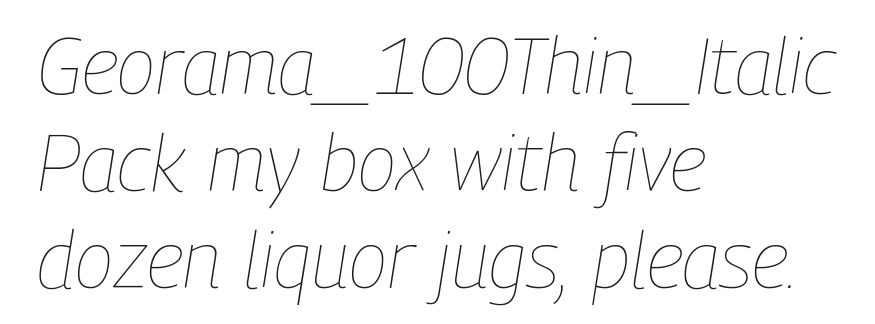 Georama_100Thin_Italic
Pack my box with five
dozen liquor jugs, please.